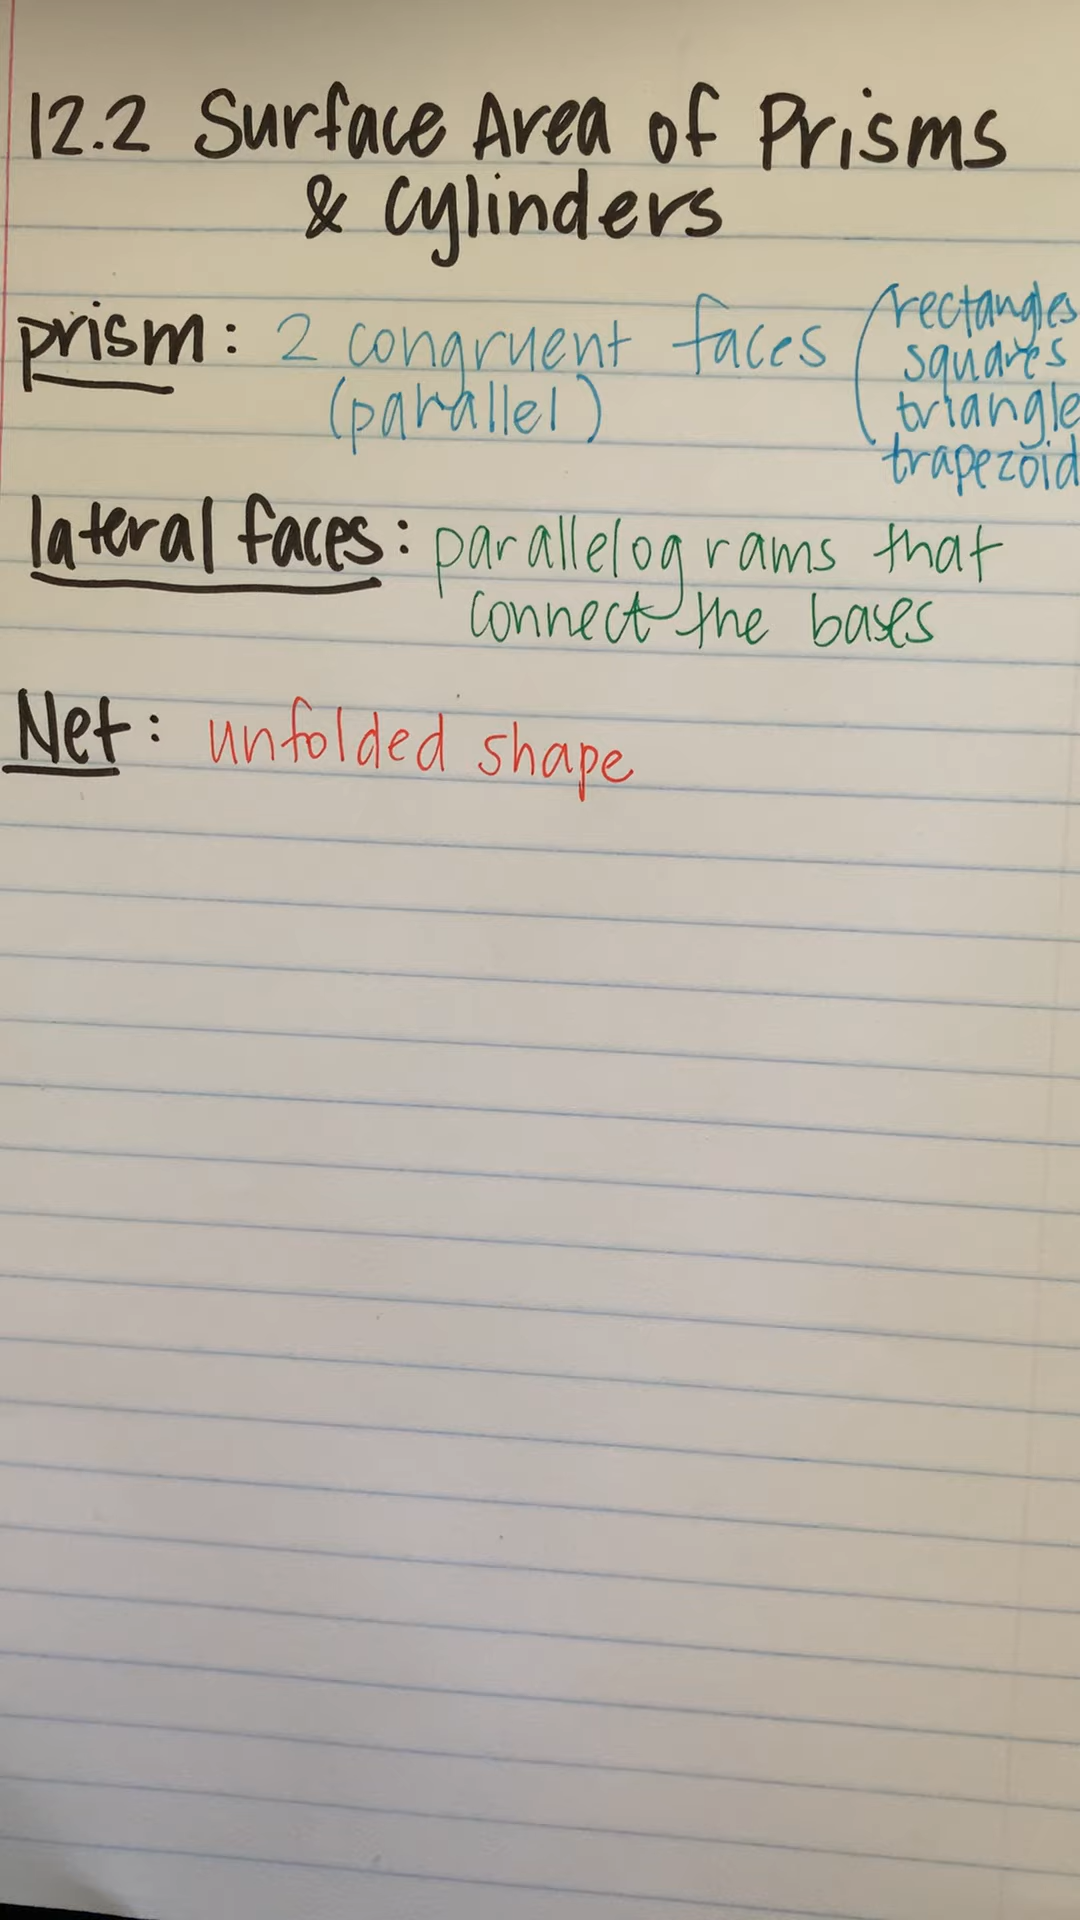 12.2 Surface Area of Prisms
& Cylinders
prism: 2 congruent faces
(parallel)
(rectangles
squares
triangle
trapezoid
lateral faces: parallelograms that
connect the bases
Net: unfolded shape